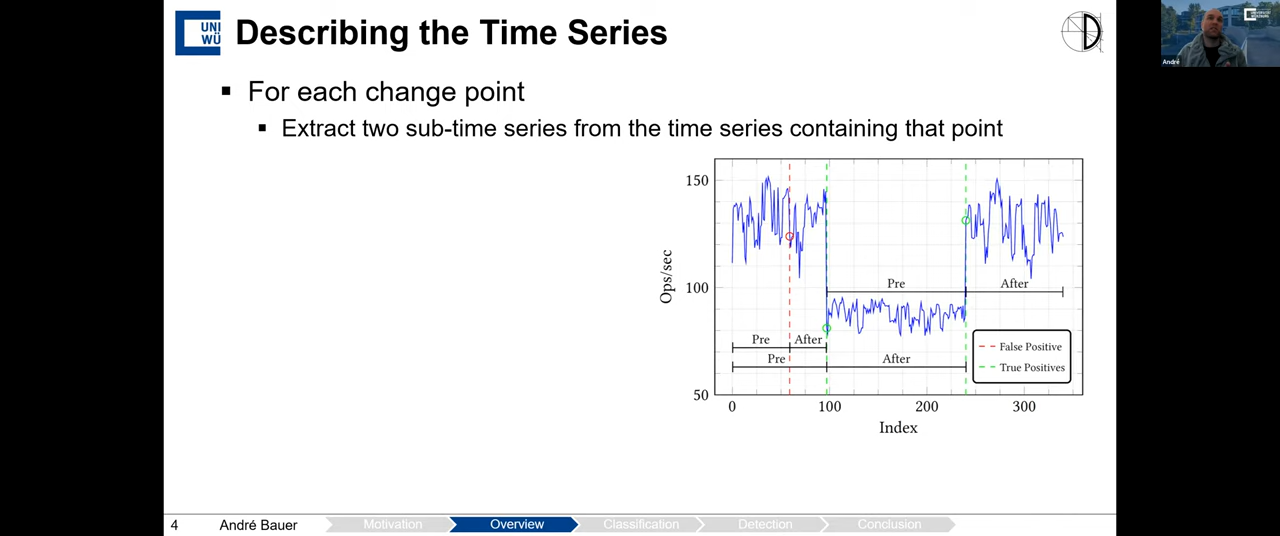 UNI
WÜ
Describing the Time Series
▪ For each change point
▪ Extract two sub-time series from the time series containing that point
150
100
50
Ops/sec
Pre
After
Pre
After
Pre
After
False Positive
True Positives
0
100
200
300
Index
4
André Bauer
Motivation
Overview
Classification
Detection
Conclusion
André